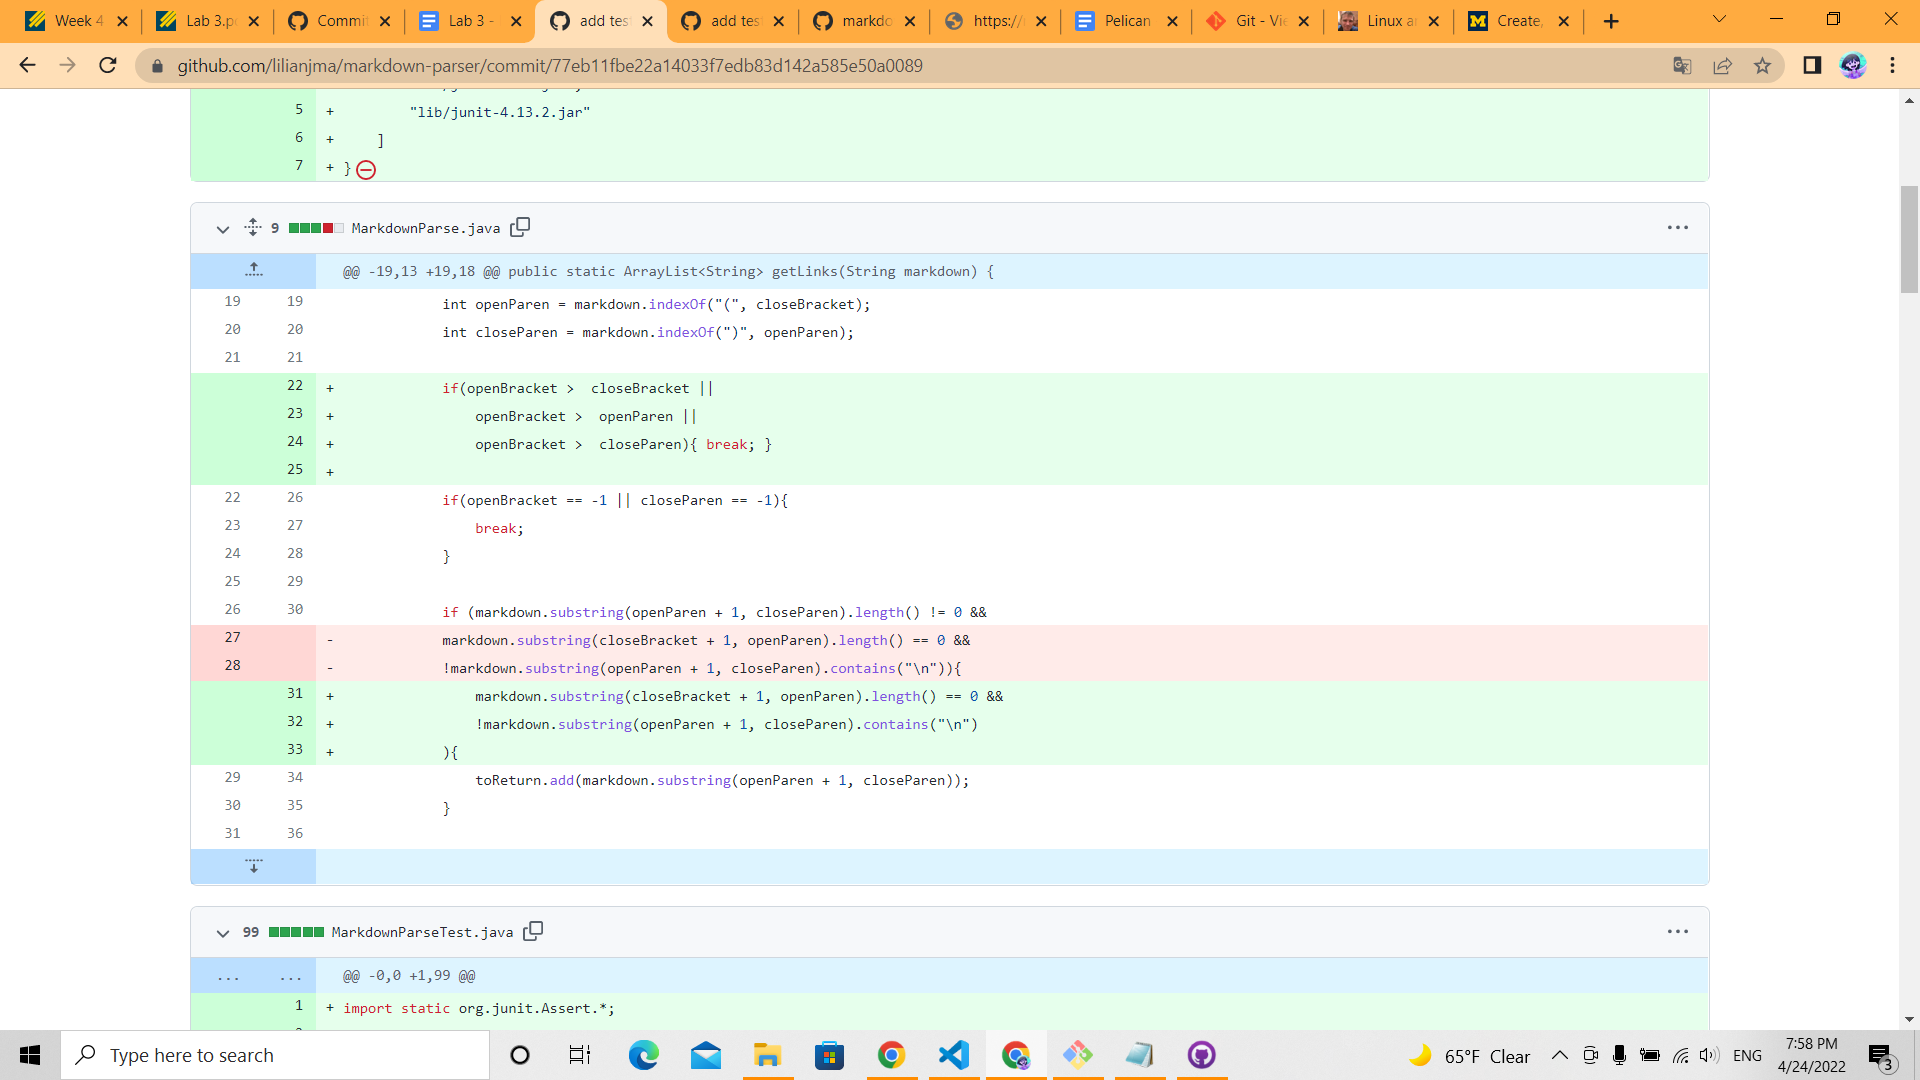 Week 4
Lab 3.p
Commit
Lab 3 -
add tes
add tes
markdo
https://
Pelican
Git - Vie
Linux a
Create,
github.com/lilianjma/markdown-parser/commit/77eb11fbe22a14033f7edb83d142a585e50a0089
5 + "lib/junit-4.13.2.jar"
6 + ]
7 + }
9 MarkdownParse.java
@@ -19,13 +19,18 @@ public static ArrayList<String> getLinks(String markdown) {
19 19 int openParen = markdown.indexOf("(", closeBracket);
20 20 int closeParen = markdown.indexOf(")", openParen);
21 21
22 + if(openBracket >  closeBracket ||
23 + openBracket >  openParen ||
24 + openBracket >  closeParen){ break; }
25 +
22 26 if(openBracket == -1 || closeParen == -1){
23 27 break;
24 28 }
25 29
26 30 if (markdown.substring(openParen + 1, closeParen).length() != 0 &&
27 - markdown.substring(closeBracket + 1, openParen).length() == 0 &&
28 - !markdown.substring(openParen + 1, closeParen).contains("\n")){
31 + markdown.substring(closeBracket + 1, openParen).length() == 0 &&
32 + !markdown.substring(openParen + 1, closeParen).contains("\n")
33 + ){
29 34 toReturn.add(markdown.substring(openParen + 1, closeParen));
30 35 }
31 36
99 MarkdownParseTest.java
... ... @@ -0,0 +1,99 @@
1 + import static org.junit.Assert.*;
Type here to search
65°F Clear
ENG
7:58 PM
4/24/2022
3